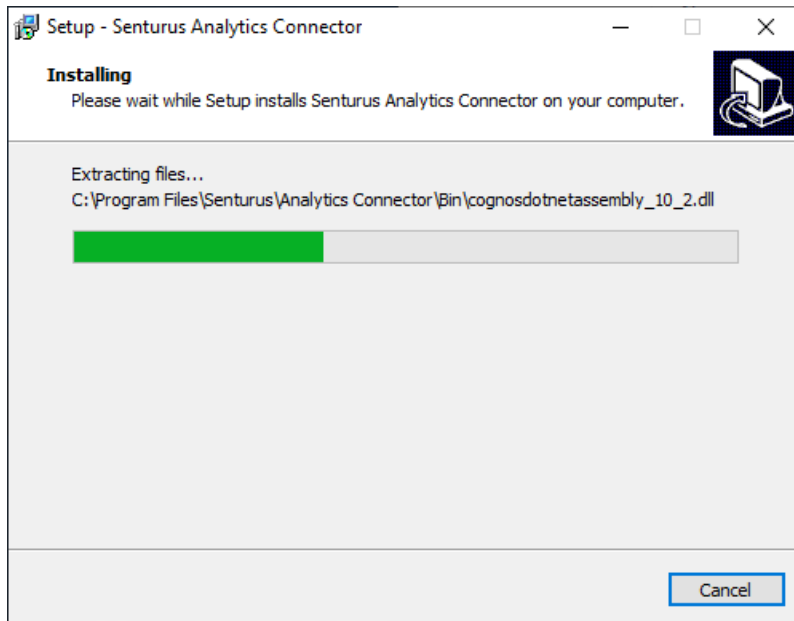 Setup - Senturus Analytics Connector
Installing
Please wait while Setup installs Senturus Analytics Connector on your computer.
Extracting files...
C:\Program Files\Senturus\Analytics Connector\Bin\cognosdotnetassembly_10_2.dll
Cancel